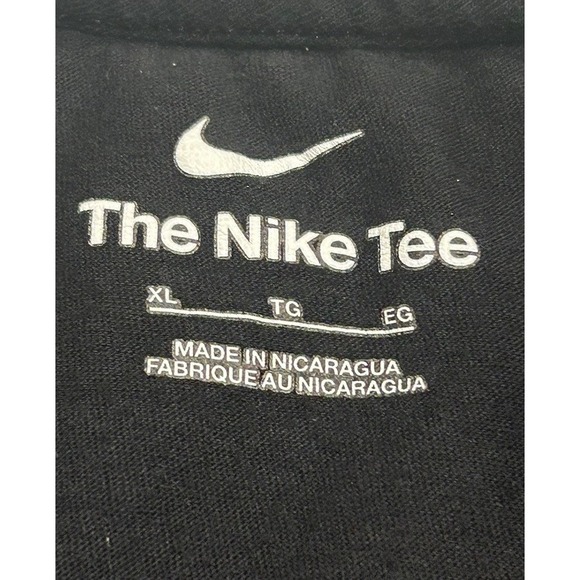 The Nike Tee
XL TG EG
MADE IN NICARAGUA
FABRIQUE AU NICARAGUA